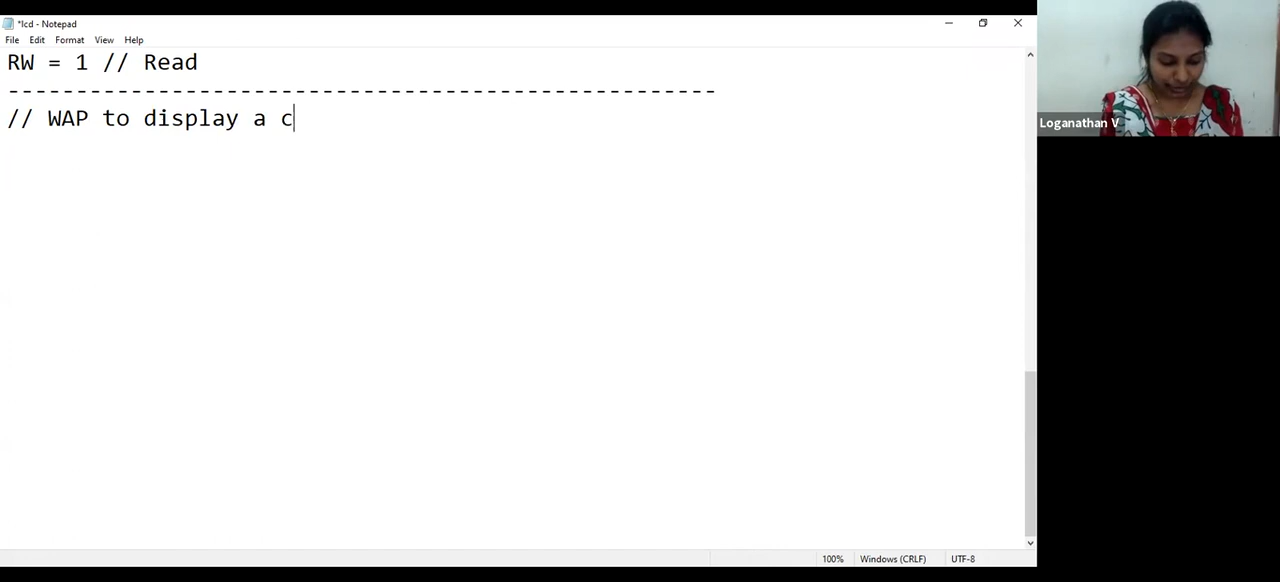 *lcd - Notepad
File Edit Format View Help
RW = 1 // Read
----------------------------------------------------
// WAP to display a c
Loganathan V
100% Windows (CRLF) UTF-8